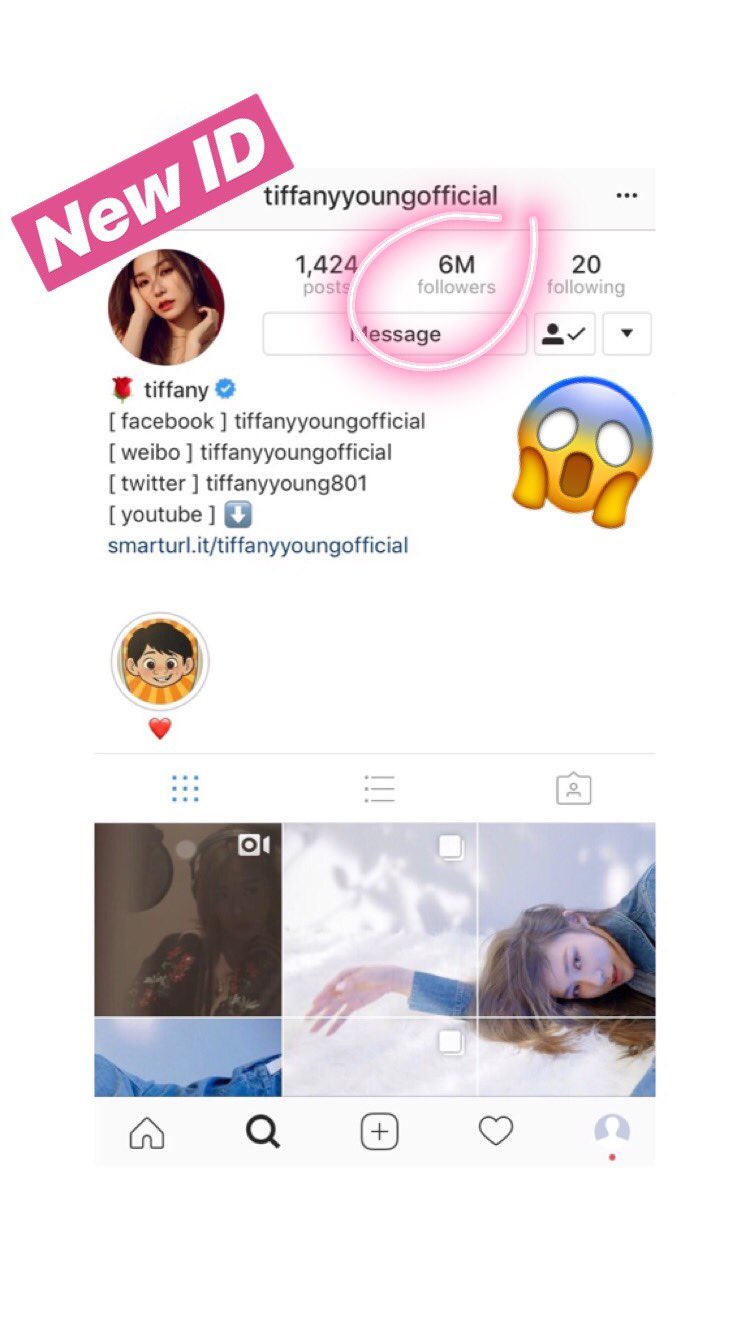 New ID
tiffanyyoungofficial
1,424 6M 20
posts followers following
Message
tiffany
[ facebook ] tiffanyyoungofficial
[ weibo ] tiffanyyoungofficial
[ twitter ] tiffanyyoung801
[ youtube ]
smarturl.it/tiffanyyoungofficial